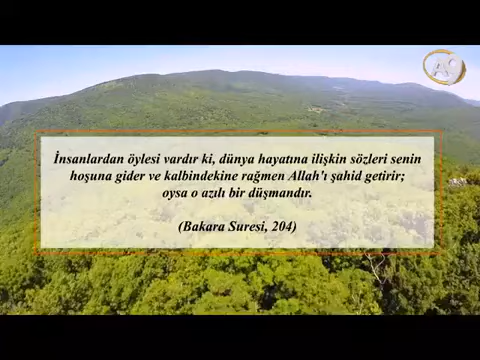 İnsanlardan öylesi vardır ki, dünya hayatına ilişkin sözleri senin
hoşuna gider ve kalbindekine rağmen Allah'ı şahid getirir;
oysa o azılı bir düşmandır.
(Bakara Suresi, 204)